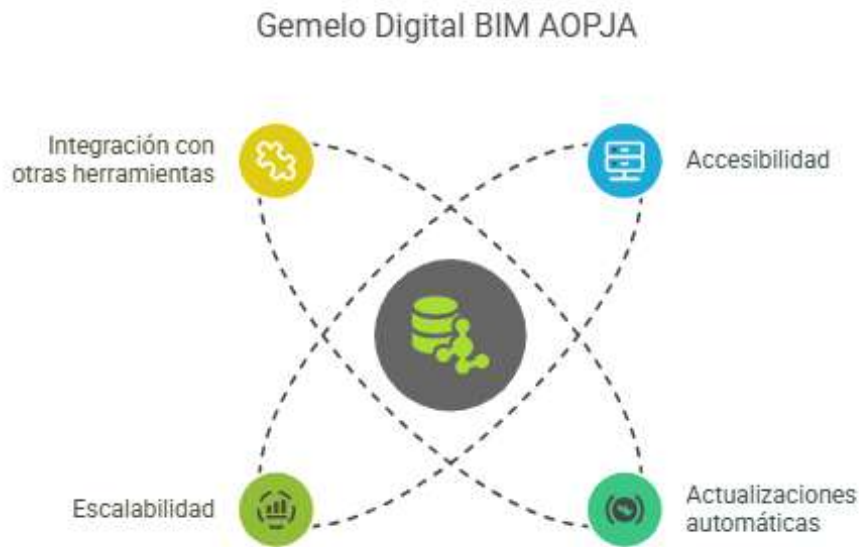 Gemelo Digital BIM AOPJA
Integración con
otras herramientas
Accesibilidad
Escalabilidad
Actualizaciones
automáticas